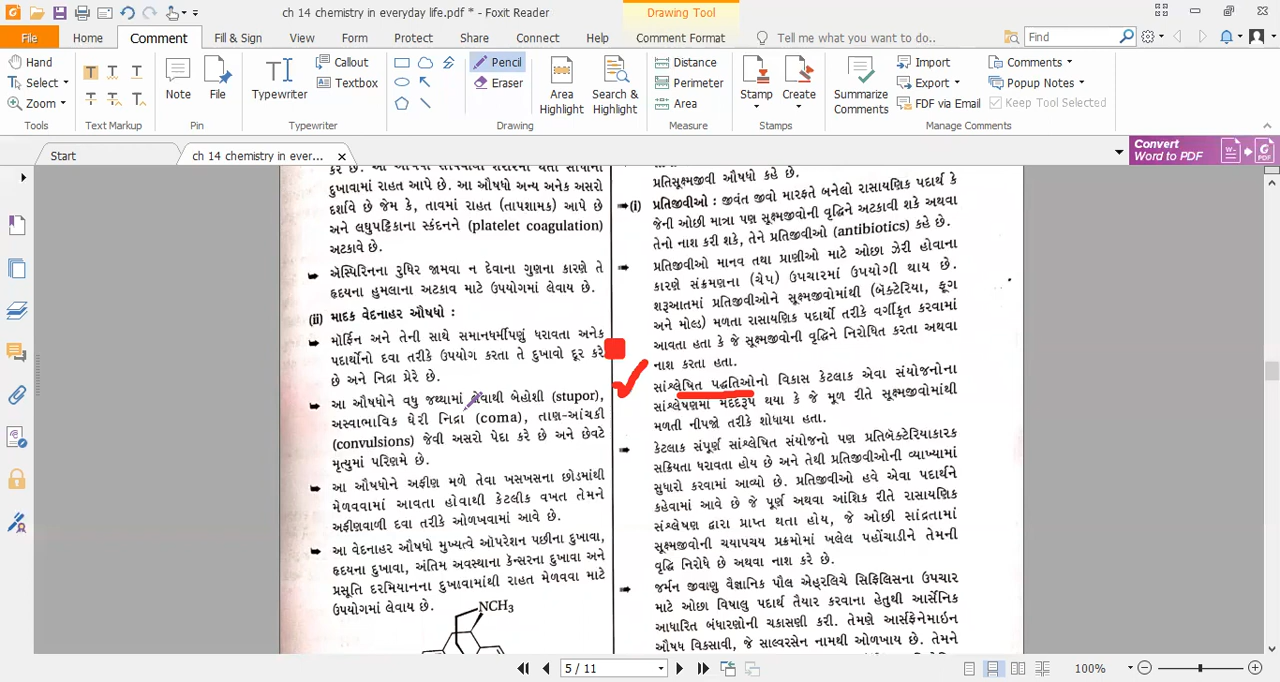 ch 14 chemistry in everyday life.pdf * - Foxit Reader
Drawing Tool
File Home Comment Fill & Sign View Form Protect Share Connect Help Comment Format Tell me what you want to do.. Find
Hand Select Zoom
Note File
Typewriter Callout Textbox
Pencil Eraser
Area Highlight Search & Highlight
Distance Perimeter Area
Stamp Create
Summarize Comments Import Export FDF via Email
Comments Popup Notes Keep Tool Selected
Tools Text Markup Pin Typewriter Drawing Measure Stamps Manage Comments
Start ch 14 chemistry in ever...
Convert Word to PDF
દુખાવામાં રાહત આપે છે. આ ઔષધો અન્ય અનેક અસરો
દર્શાવે છે જેમ કે, તાવમાં રાહત (તાપશામક) આપે છે
અને લઘુપટ્ટિકાના સ્કંદનને (platelet coagulation)
અટકાવે છે.
ઍસ્પિરિનના રુધિર જામવા ન દેવાના ગુણના કારણે તે
હૃદયના હુમલાના અટકાવ માટે ઉપયોગમાં લેવાય છે.
(ii) માદક વેદનાહર ઔષધો :
મૉર્ફિન અને તેની સાથે સમાનધર્મીપણું ધરાવતા અનેક
પદાર્થોનો દવા તરીકે ઉપયોગ કરતા તે દુખાવો દૂર કરે
છે અને નિદ્રા પ્રેરે છે.
આ ઔષધોને વધુ જથ્થામાં લેવાથી બેહોશી (stupor),
અસ્વાભાવિક ઘેરી નિદ્રા (coma), તાણ-આંચકી
(convulsions) જેવી અસરો પેદા કરે છે અને છેવટે
મૃત્યુમાં પરિણમે છે.
આ ઔષધોને અફીણ મળે તેવા ખસખસના છોડમાંથી
મેળવવામાં આવતા હોવાથી કેટલીક વખત તેમને
અફીણવાળી દવા તરીકે ઓળખવામાં આવે છે.
આ વેદનાહર ઔષધો મુખ્યત્વે ઑપરેશન પછીના દુખાવા,
હૃદયના દુખાવા, અંતિમ અવસ્થાના કૅન્સરના દુખાવા અને
પ્રસૂતિ દરમિયાનના દુખાવામાંથી રાહત મેળવવા માટે
ઉપયોગમાં લેવાય છે.
NCH3
પ્રતિસૂક્ષ્મજીવી ઔષધો કહે છે.
(i) પ્રતિજીવીઓ : જીવંત જીવો મારફતે બનેલો રાસાયણિક પદાર્થ કે
જેની ઓછી માત્રા પણ સૂક્ષ્મજીવોની વૃદ્ધિને અટકાવી શકે અથવા
તેનો નાશ કરી શકે, તેને પ્રતિજીવીઓ (antibiotics) કહે છે.
પ્રતિજીવીઓ માનવ તથા પ્રાણીઓ માટે ઓછા ઝેરી હોવાના
કારણે સંક્રમણના (ચેપ) ઉપચારમાં ઉપયોગી થાય છે.
શરૂઆતમાં પ્રતિજીવીઓને સૂક્ષ્મજીવોમાંથી (બૅક્ટેરિયા, ફૂગ
અને મોલ્ડ) મળતા રાસાયણિક પદાર્થો તરીકે વર્ગીકૃત કરવામાં
આવતા હતા કે જે સૂક્ષ્મજીવોની વૃદ્ધિને નિરોધિત કરતા અથવા
નાશ કરતા હતા.
સાંશ્લેષિત પદ્ધતિઓનો વિકાસ કેટલાક એવા સંયોજનોના
સાંશ્લેષણમાં મદદરૂપ થયા કે જે મૂળ રીતે સૂક્ષ્મજીવોમાંથી
મળતી નીપજો તરીકે શોધાયા હતા.
કેટલાક સંપૂર્ણ સાંશ્લેષિત સંયોજનો પણ પ્રતિબૅક્ટેરિયાકારક
સક્રિયતા ધરાવતા હોય છે અને તેથી પ્રતિજીવીઓની વ્યાખ્યામાં
સુધારો કરવામાં આવ્યો છે. પ્રતિજીવીઓ હવે એવા પદાર્થને
કહેવામાં આવે છે જે પૂર્ણ અથવા આંશિક રીતે રાસાયણિક
સંશ્લેષણ દ્વારા પ્રાપ્ત થતા હોય, જે ઓછી સાંદ્રતામાં
સૂક્ષ્મજીવોની ચયાપચય પ્રક્રમોમાં ખલેલ પહોંચાડીને તેમની
વૃદ્ધિ નિરોધે છે અથવા નાશ કરે છે.
જર્મન જીવાણુ વૈજ્ઞાનિક પૌલ એહરલિચે સિફિલિસના ઉપચાર
માટે ઓછા વિષાલુ પદાર્થ તૈયાર કરવાના હેતુથી આર્સેનિક
આધારિત બંધારણોની ચકાસણી કરી. તેમણે આર્સફેનેમાઇન
ઔષધ વિકસાવી, જે સાલ્વરસેન નામથી ઓળખાય છે. તેમને
5 / 11
100%